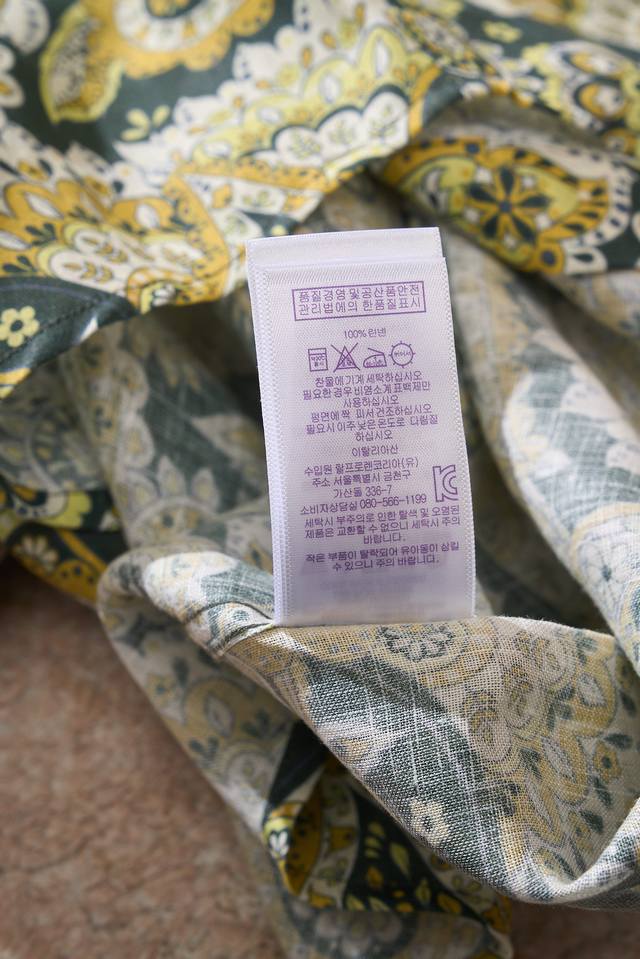 품질경영 및공산품안전
관리법에의 한품질표시
100% 린넨
찬물에기계 세탁하십시오
필요한 경우 비염소계 표백제만
사용하십시오
평면에 짝 펴서 건조하십시오
필요시 아주 낮은 온도로 다림질
하십시오
이탈리아산
수입원 랄프로렌코리아(유)
주소 서울특별시 금천구
가산동 336-7
소비자상담실 080-566-1199
세탁시 부주의로 인한 탈색 및 오염된
제품은 교환할 수 없으니 세탁시 주의
바랍니다.
작은 부품이 탈락되어 유아동이 삼킬
수 있으니 주의 바랍니다.